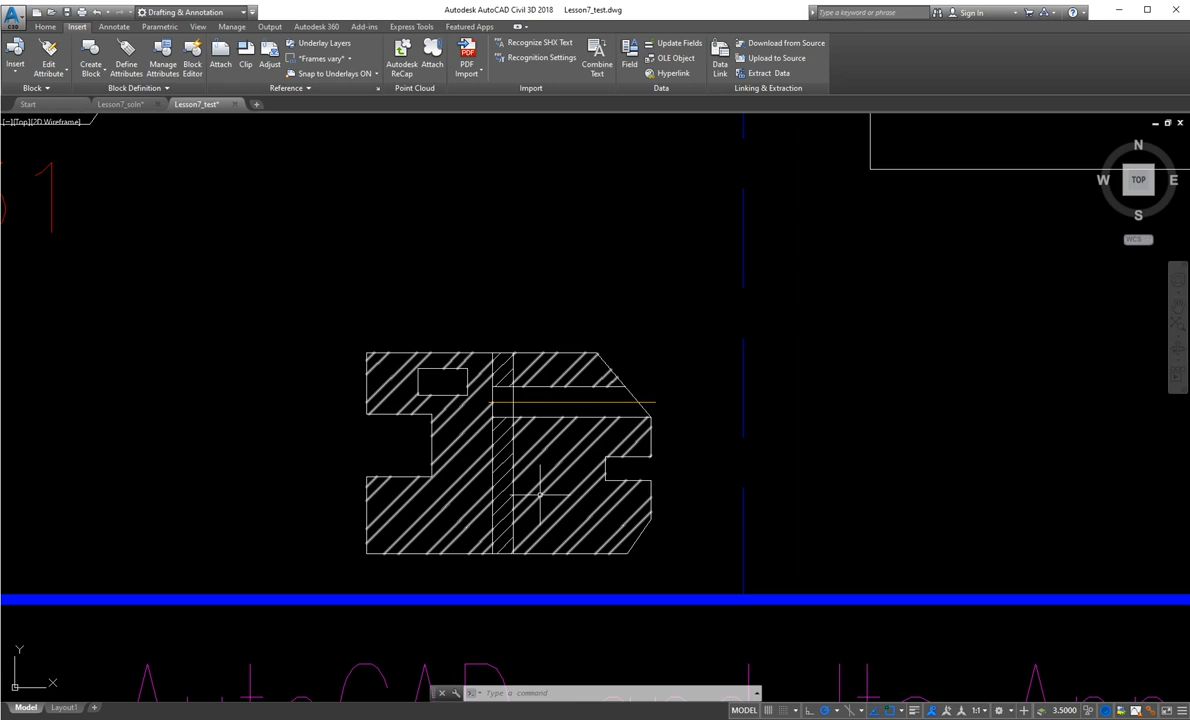 Drafting & Annotation
Autodesk AutoCAD Civil 3D 2018 Lesson7_test.dwg
Type a keyword or phrase
Sign In
C3D
Home Insert Annotate Parametric View Manage Output Add-ins Autodesk 360 Express Tools Featured Apps
Insert
Edit Attribute
Create Block
Define Attributes
Manage Attributes
Block Editor
Attach
Clip
Adjust
Underlay Layers
*Frames vary*
Snap to Underlays ON
Autodesk ReCap
Attach
PDF
PDF Import
Recognize SHX Text
Recognition Settings
Combine Text
Field
Update Fields
OLE Object
Hyperlink
Data Link
Download from Source
Upload to Source
Extract Data
Block Block Definition Reference Point Cloud Import Data Linking & Extraction
Start Lesson7_soln* Lesson7_test*
[−][Top][2D Wireframe]
1
N
W TOP E
S
WCS
Y
X
Type a command
Model Layout1
MODEL 1:1 3.5000